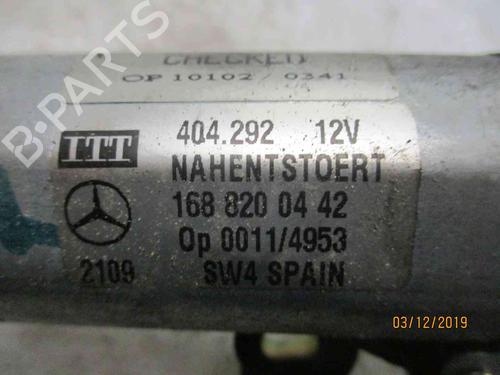 CHECKED
OP 10102 / 0341
ITT 404.292 12V
NAHENTSTOERT
168 820 04 42
Op 0011/4953
2109 SW4 SPAIN
B-PARTS
03/12/2019